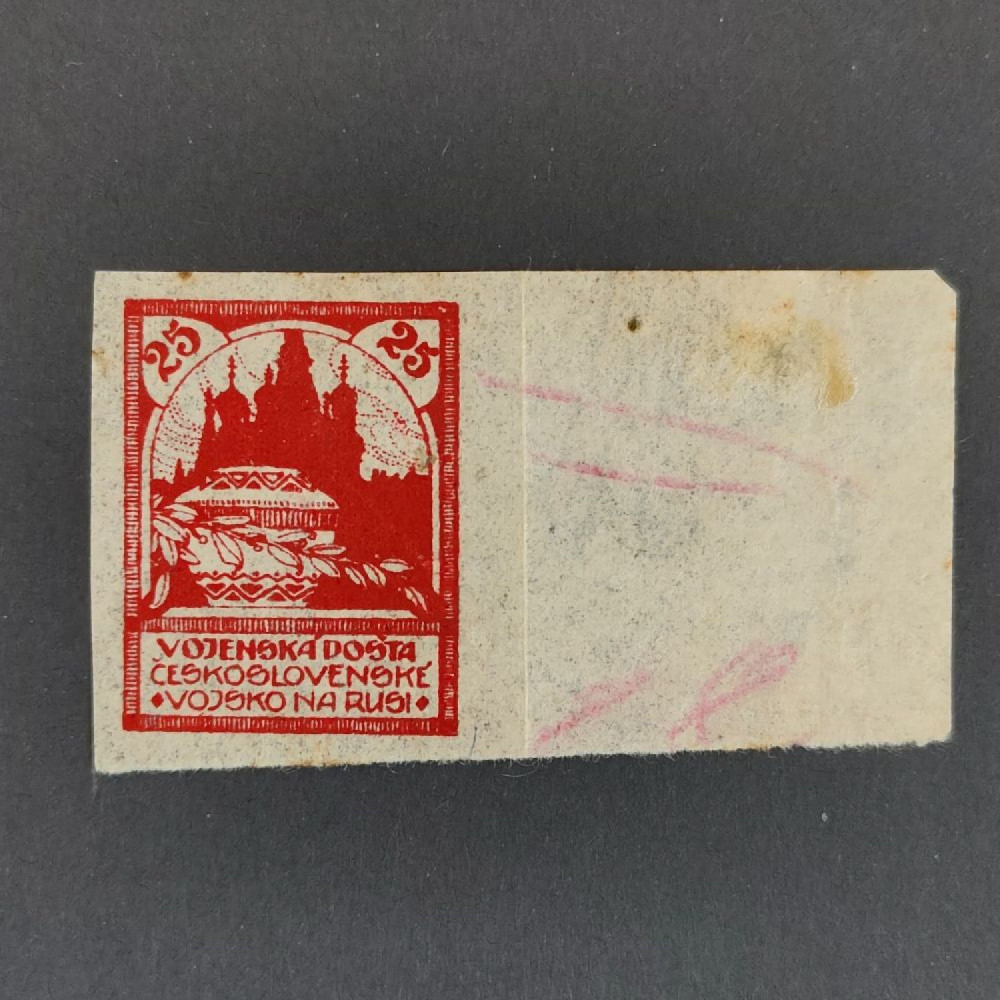 25 25
VOJENSKÁ POŠTA
ČESKOSLOVENSKÉ
VOJSKO NA RUSI